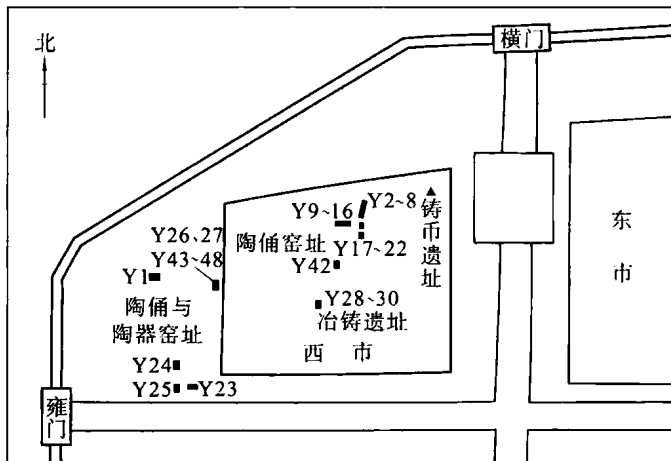 北
横门
Y9~16
Y2~8
铸币遗址
陶俑窑址
Y17~22
Y42
Y28~30
冶铸遗址
西市
东市
Y26、27
Y43~48
Y1
陶俑与
陶器窑址
Y24
Y25
Y23
雍门